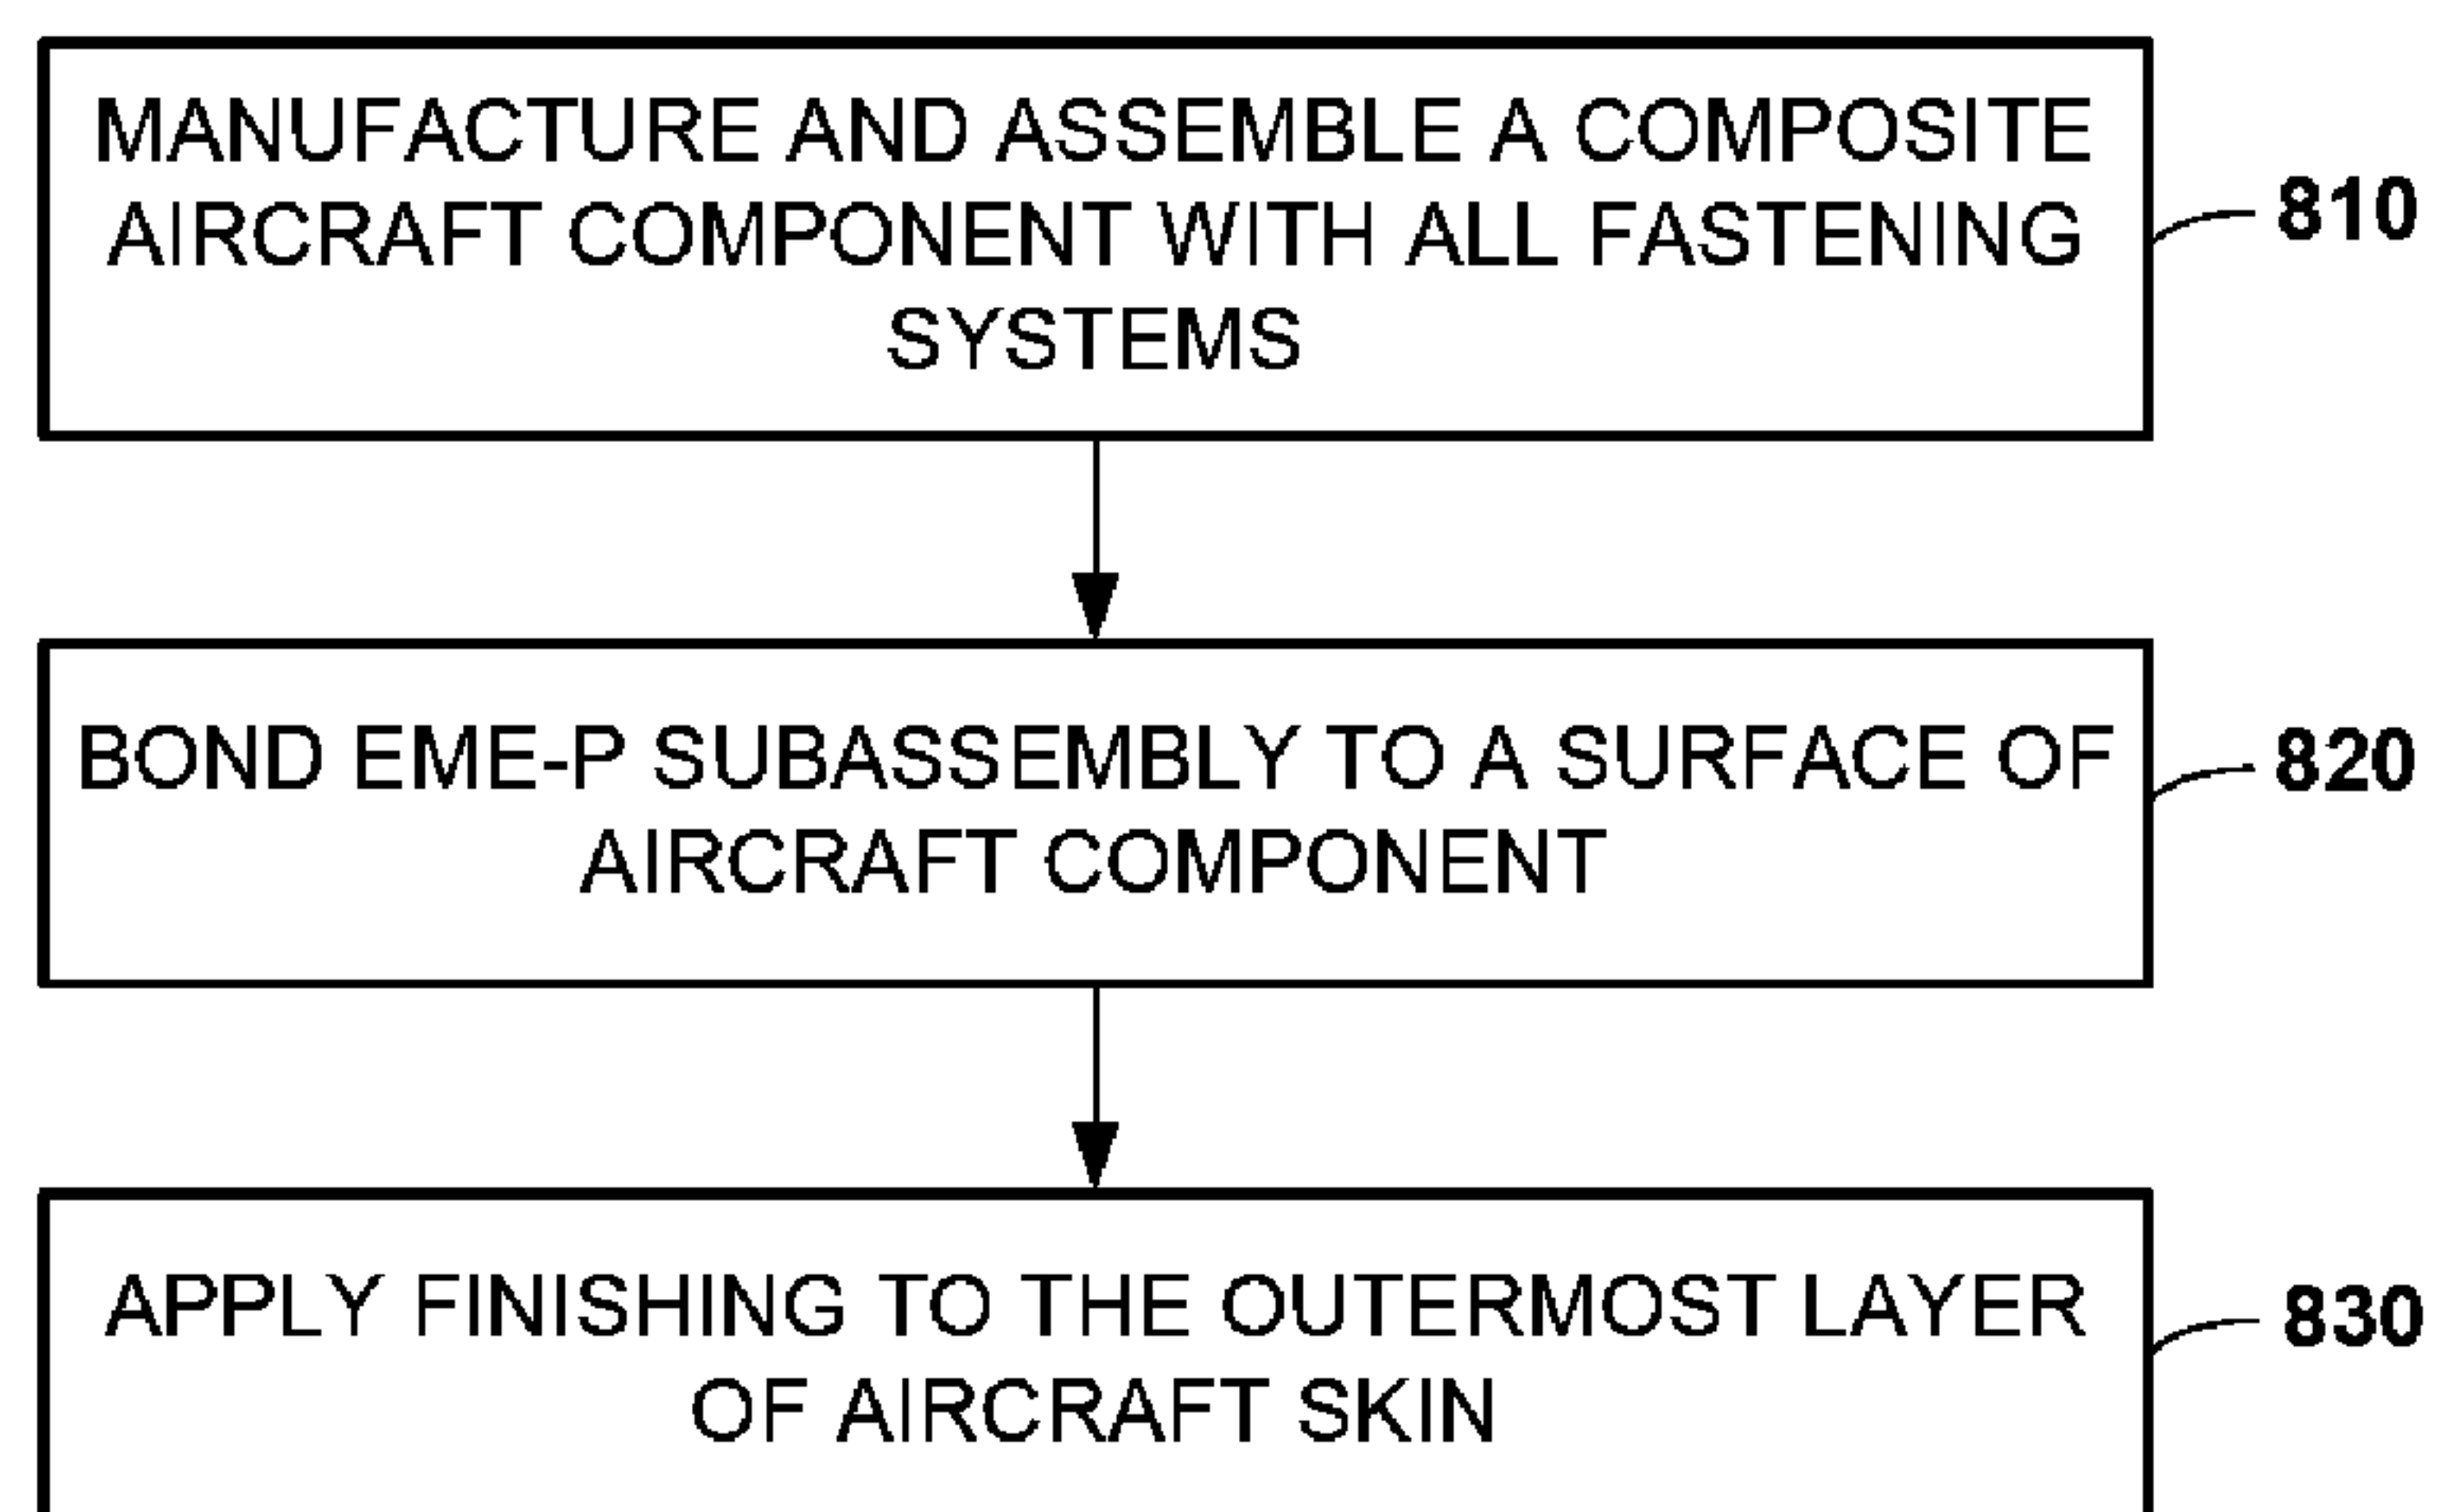 MANUFACTURE AND ASSEMBLE A COMPOSITE
AIRCRAFT COMPONENT WITH ALL FASTENING
SYSTEMS
810
BOND EME-P SUBASSEMBLY TO A SURFACE OF
AIRCRAFT COMPONENT
820
APPLY FINISHING TO THE OUTERMOST LAYER
OF AIRCRAFT SKIN
830